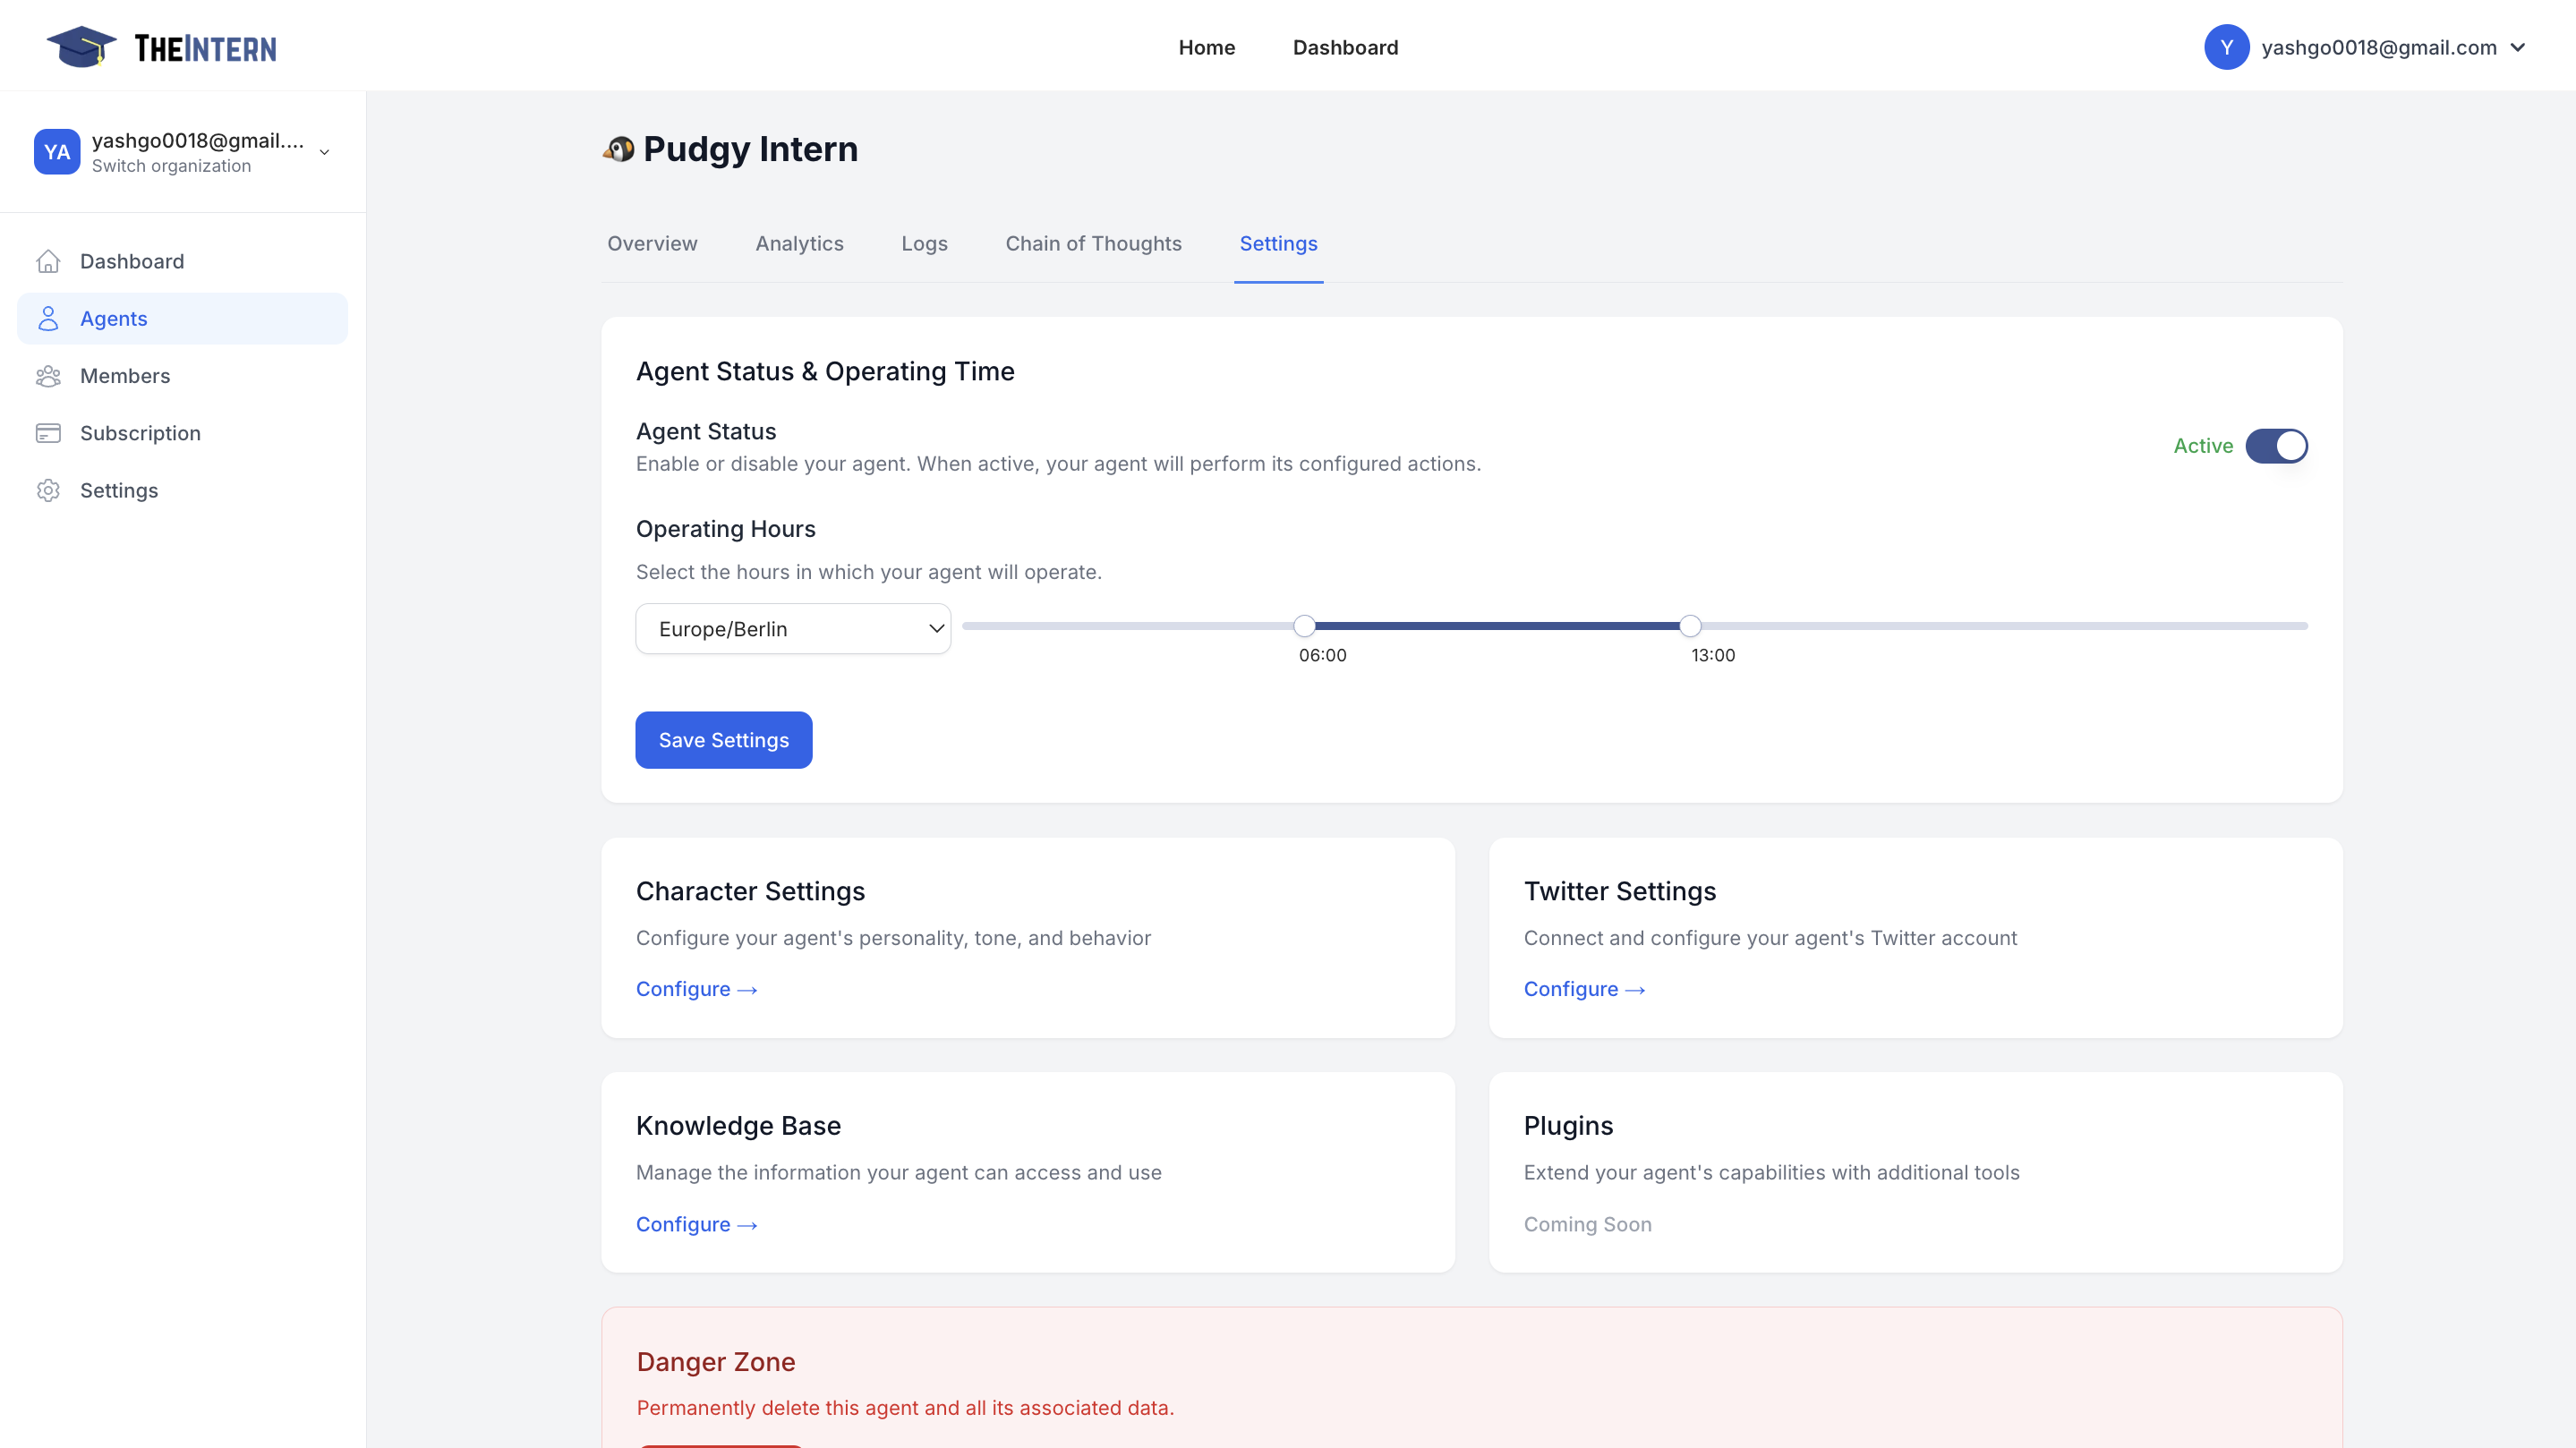 THEINTERN
Home
Dashboard
Y
yashgo0018@gmail.com
YA
yashgo0018@gmail....
Switch organization
Dashboard
Agents
Members
Subscription
Settings
Pudgy Intern
Overview
Analytics
Logs
Chain of Thoughts
Settings
Agent Status & Operating Time
Agent Status
Enable or disable your agent. When active, your agent will perform its configured actions.
Active
Operating Hours
Select the hours in which your agent will operate.
Europe/Berlin
06:00
13:00
Save Settings
Character Settings
Configure your agent's personality, tone, and behavior
Configure →
Twitter Settings
Connect and configure your agent's Twitter account
Configure →
Knowledge Base
Manage the information your agent can access and use
Configure →
Plugins
Extend your agent's capabilities with additional tools
Coming Soon
Danger Zone
Permanently delete this agent and all its associated data.